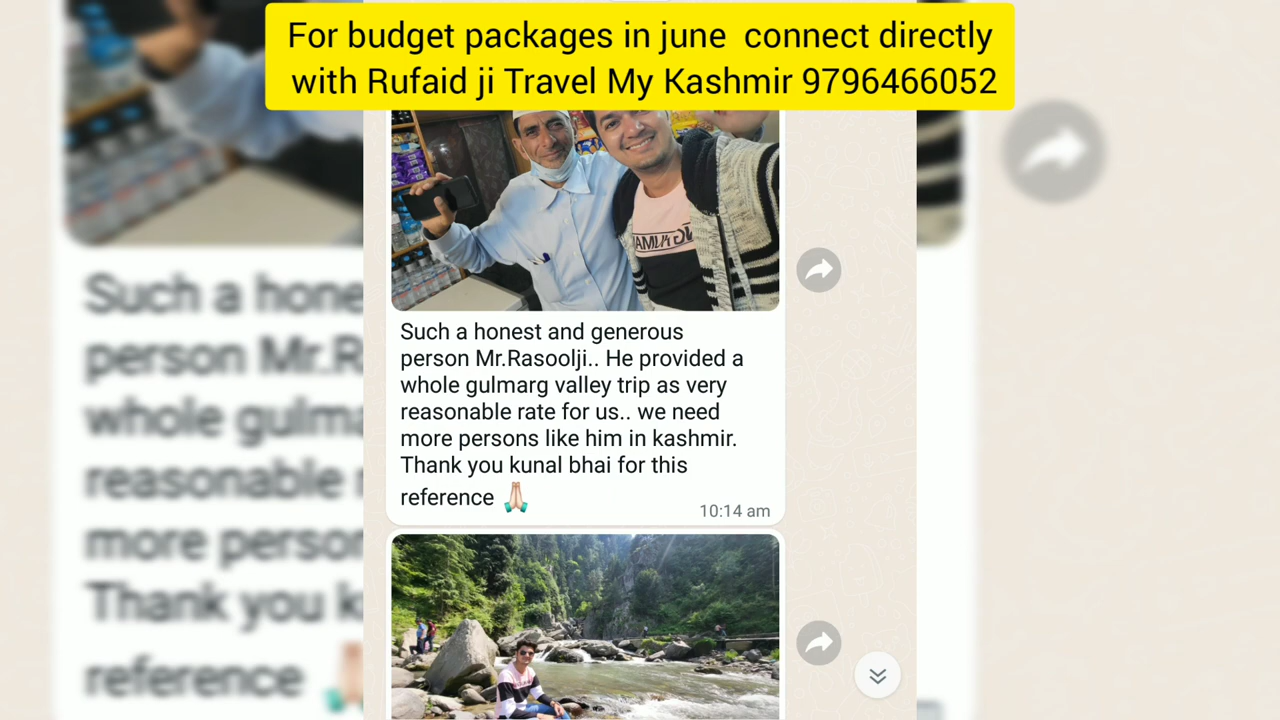 For budget packages in june connect directly
with Rufaid ji Travel My Kashmir 9796466052
Such a honest and generous
person Mr.Rasoolji.. He provided a
whole gulmarg valley trip as very
reasonable rate for us.. we need
more persons like him in kashmir.
Thank you kunal bhai for this
reference 🙏🏻
10:14 am